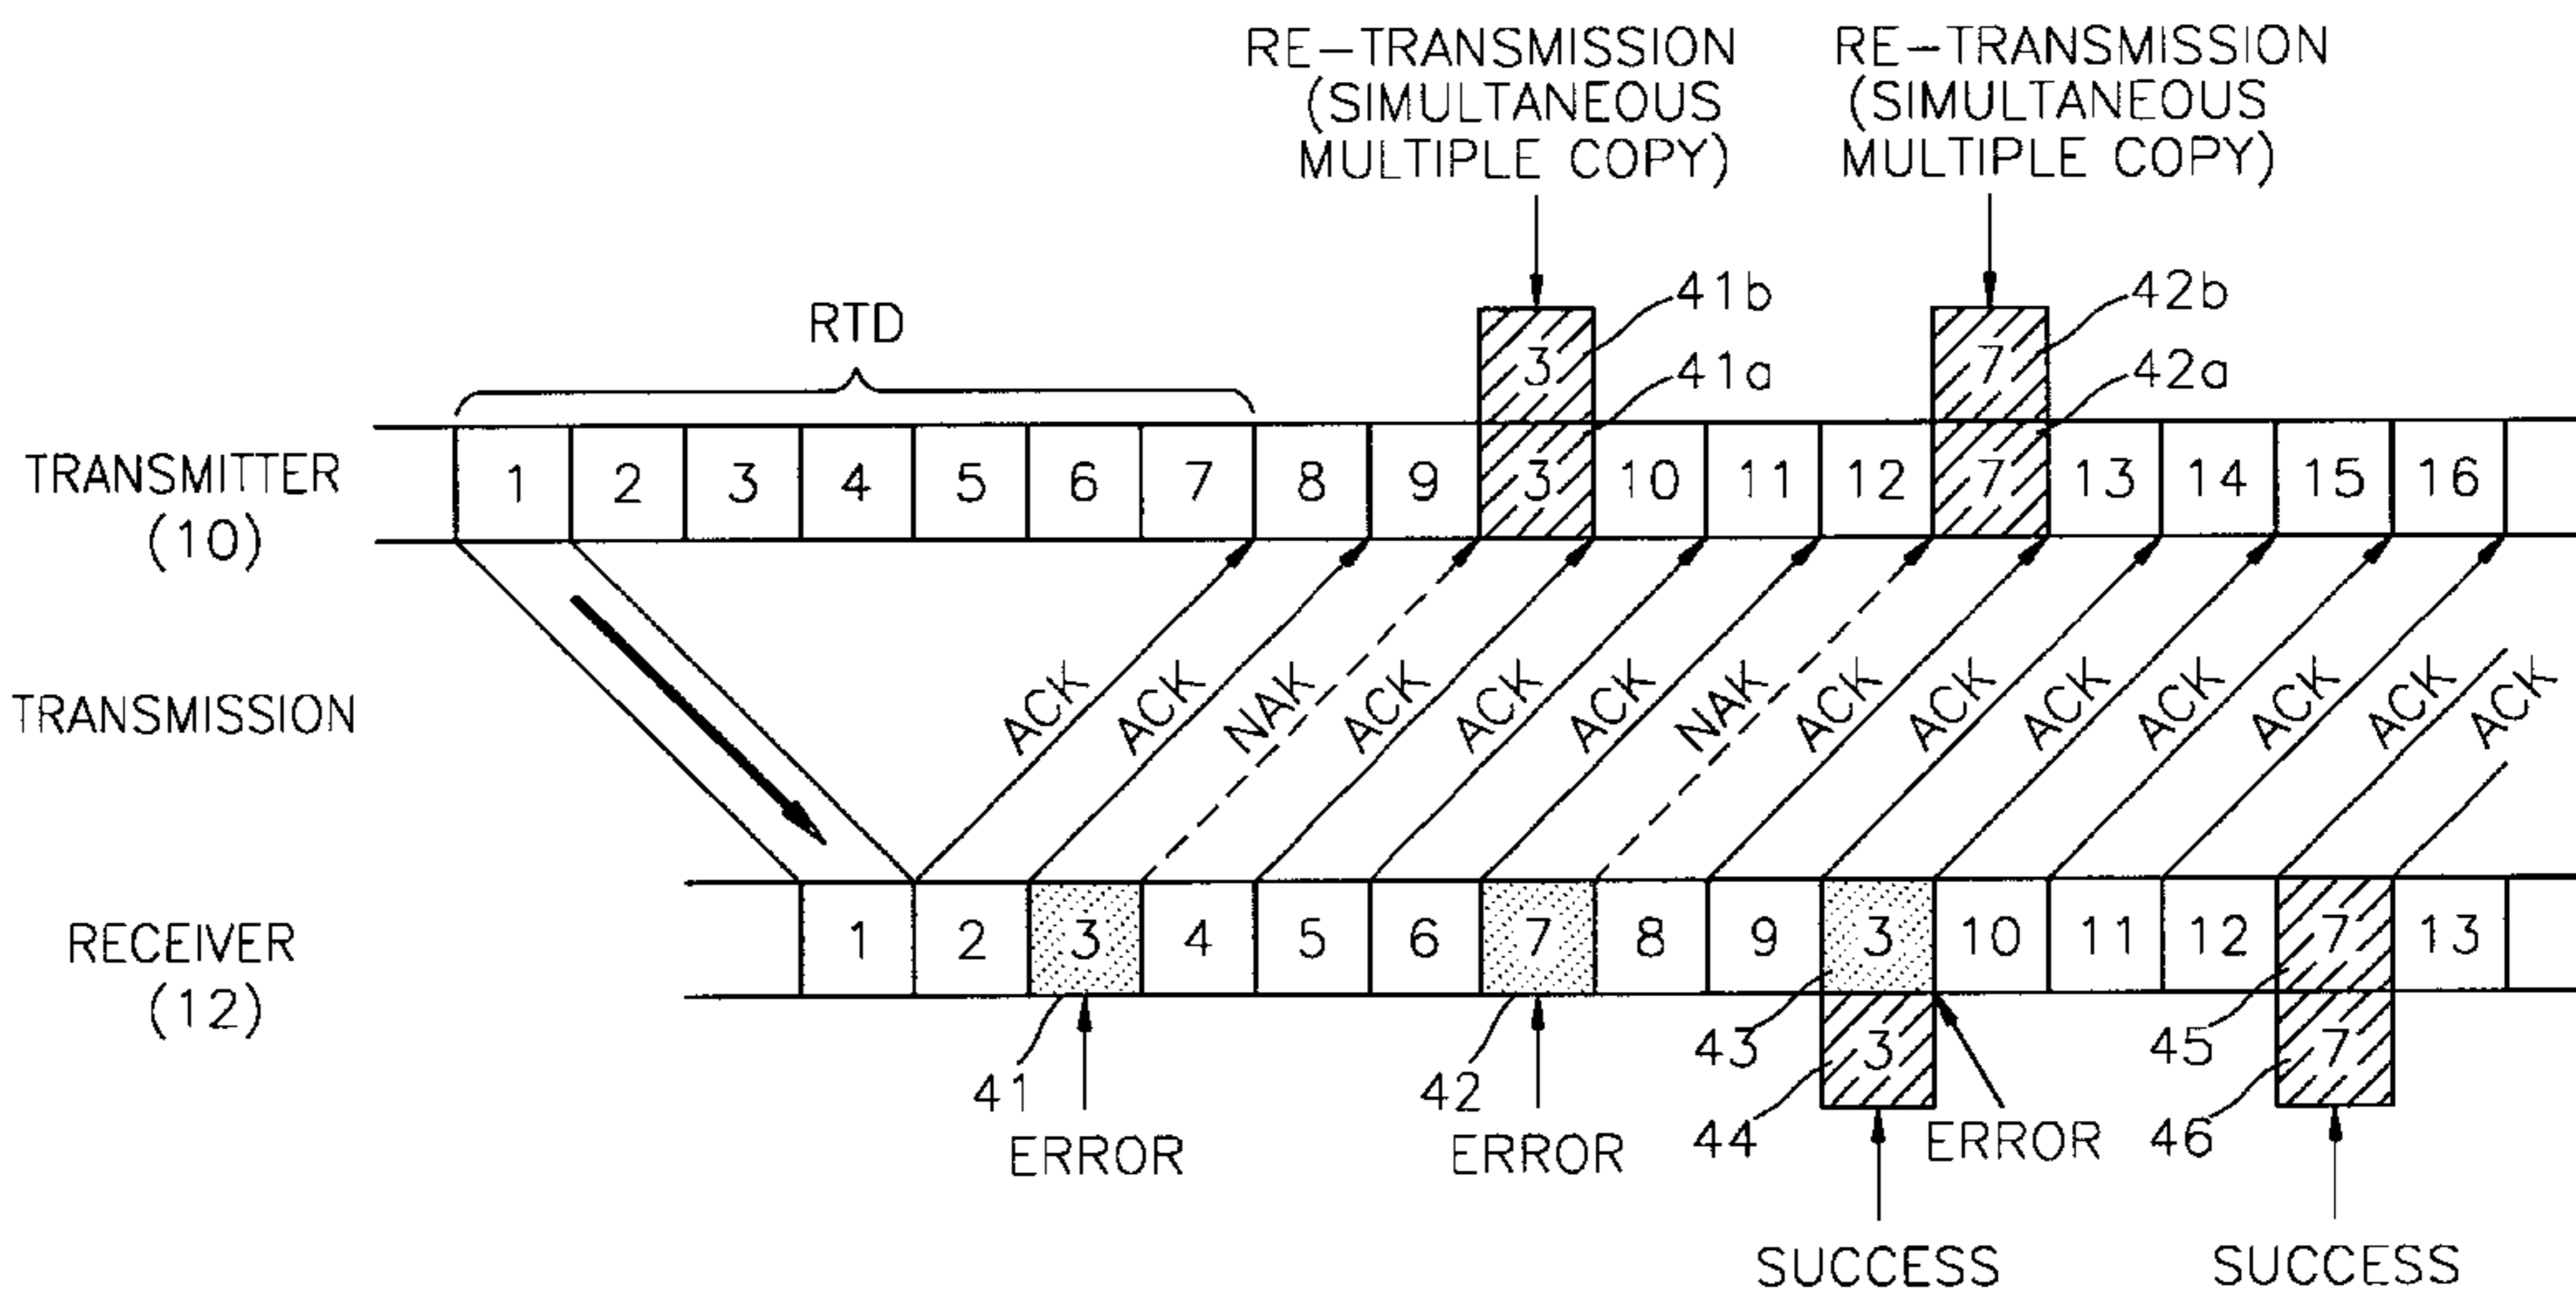 RE-TRANSMISSION
(SIMULTANEOUS
MULTIPLE COPY)
RE-TRANSMISSION
(SIMULTANEOUS
MULTIPLE COPY)
RTD
3
41b
41a
7
42b
42a
TRANSMITTER
(10)
1 2 3 4 5 6 7 8 9 3 10 11 12 7 13 14 15 16
TRANSMISSION
ACK ACK NAK ACK ACK ACK NAK ACK ACK ACK ACK ACK ACK ACK
RECEIVER
(12)
1 2 3 4 5 6 7 8 9 3 10 11 12 7 13
41
ERROR
42
ERROR
43
3
44
ERROR
SUCCESS
45
7
46
SUCCESS